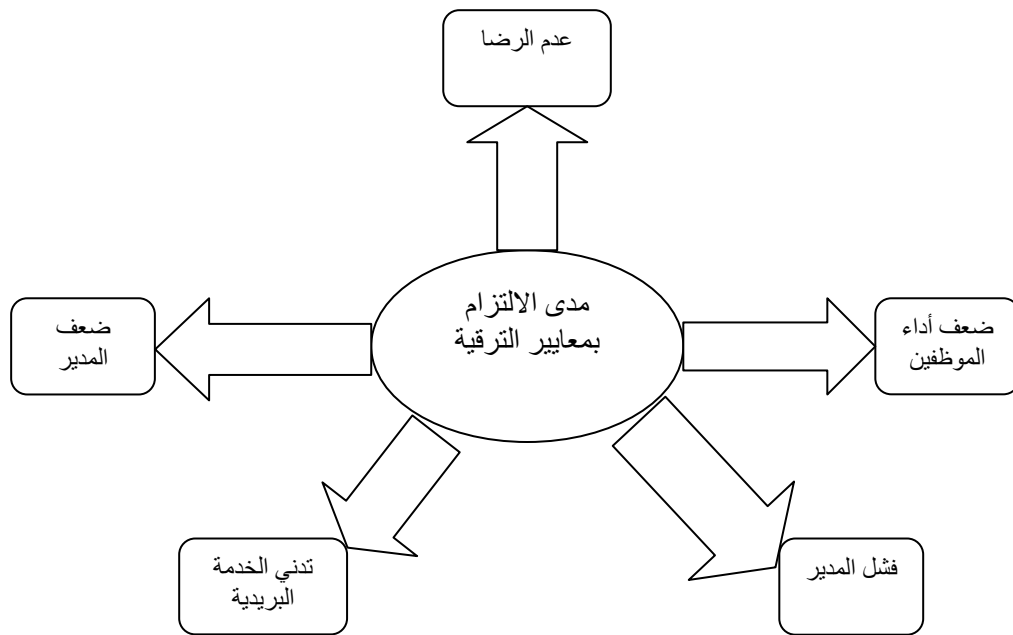 عدم الرضا
مدى الالتزام
بمعايير الترقية
ضعف أداء
الموظفين
ضعف
المدير
فشل المدير
تدني الخدمة
البريدية